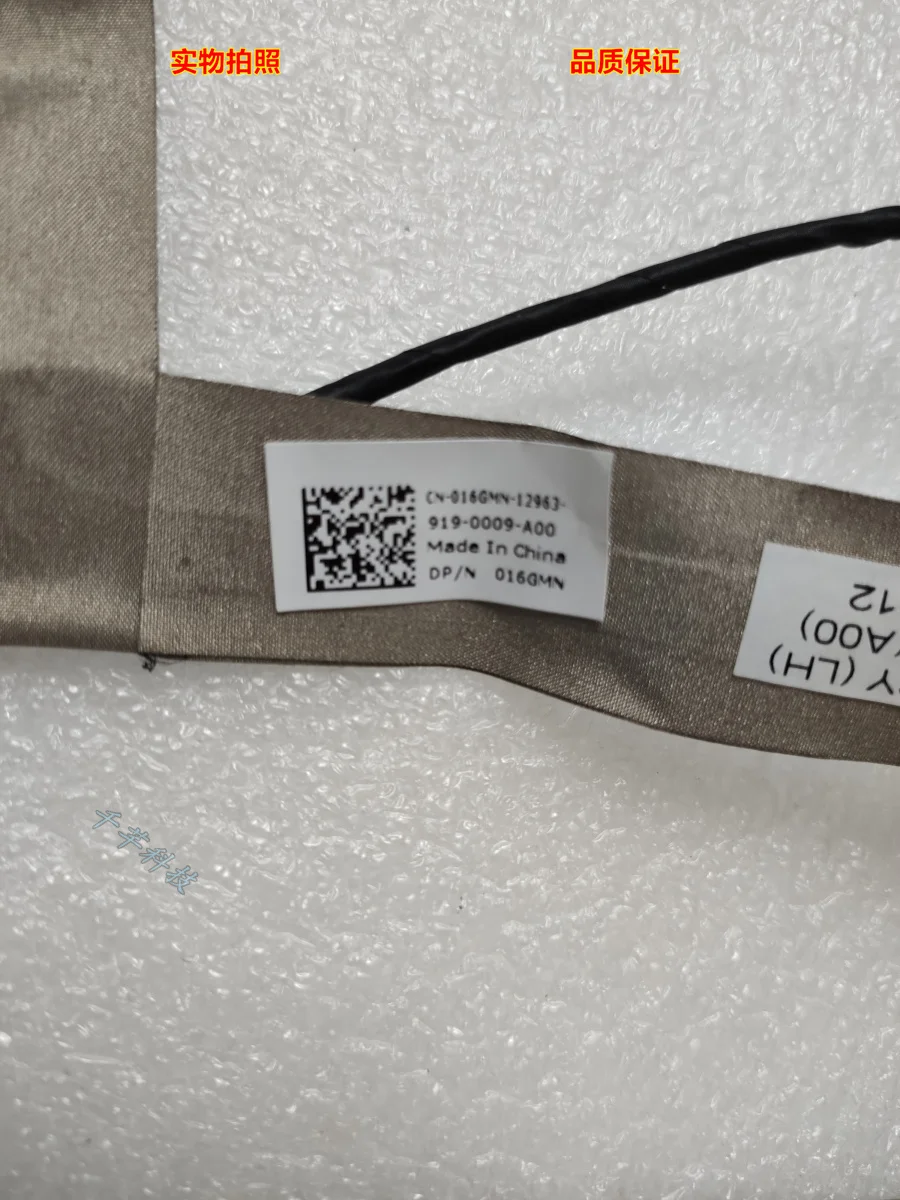 实物拍照
品质保证
CN-016GMN-12963-
919-0009-A00
Made In China
DP/N 016GMN
Y (LH)
(A00)
12
千芊科技